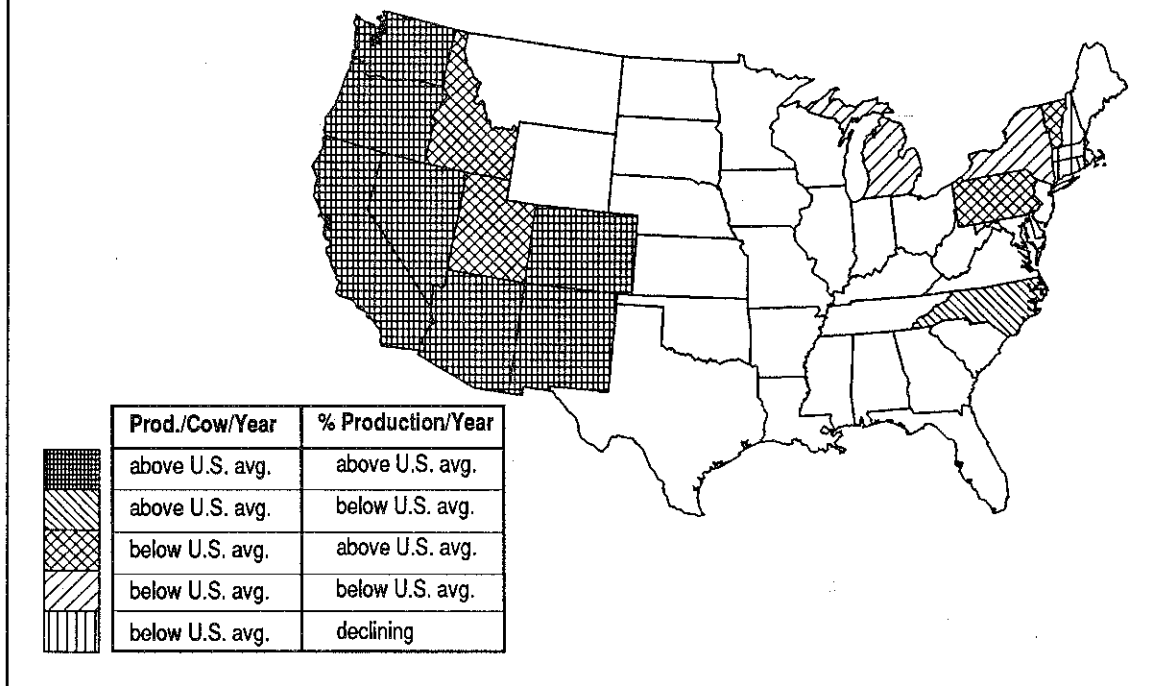 Prod./Cow/Year % Production/Year
above U.S. avg. above U.S. avg.
above U.S. avg. below U.S. avg.
below U.S. avg. above U.S. avg.
below U.S. avg. below U.S. avg.
below U.S. avg. declining